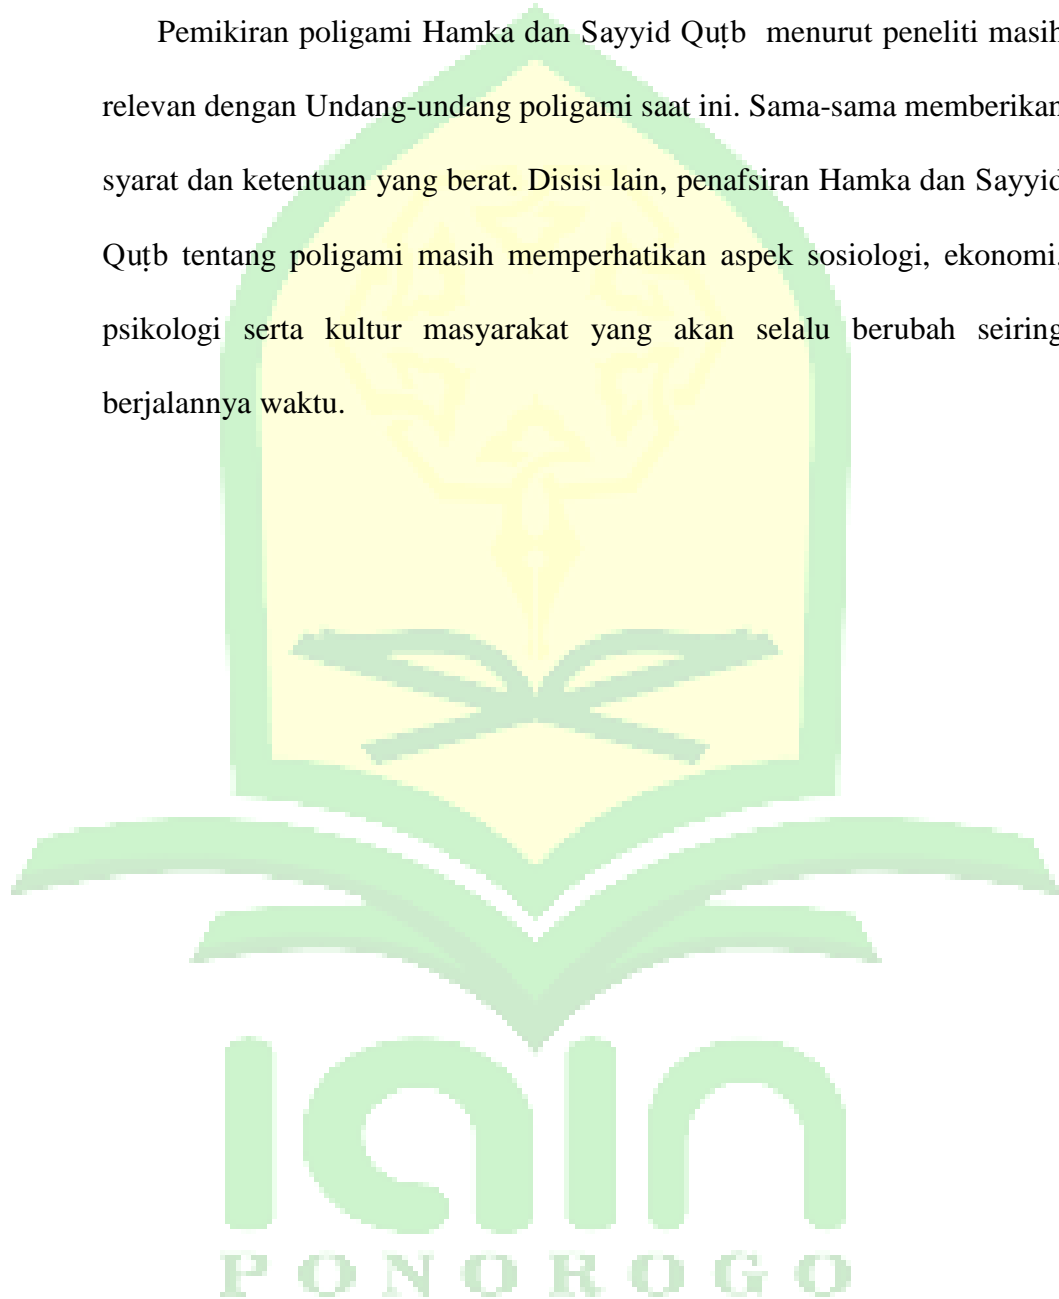 Pemikiran poligami Hamka dan Sayyid Quṭb menurut peneliti masih
relevan dengan Undang-undang poligami saat ini. Sama-sama memberikan
syarat dan ketentuan yang berat. Disisi lain, penafsiran Hamka dan Sayyid
Quṭb tentang poligami masih memperhatikan aspek sosiologi, ekonomi,
psikologi serta kultur masyarakat yang akan selalu berubah seiring
berjalannya waktu.
iain
PONOROGO